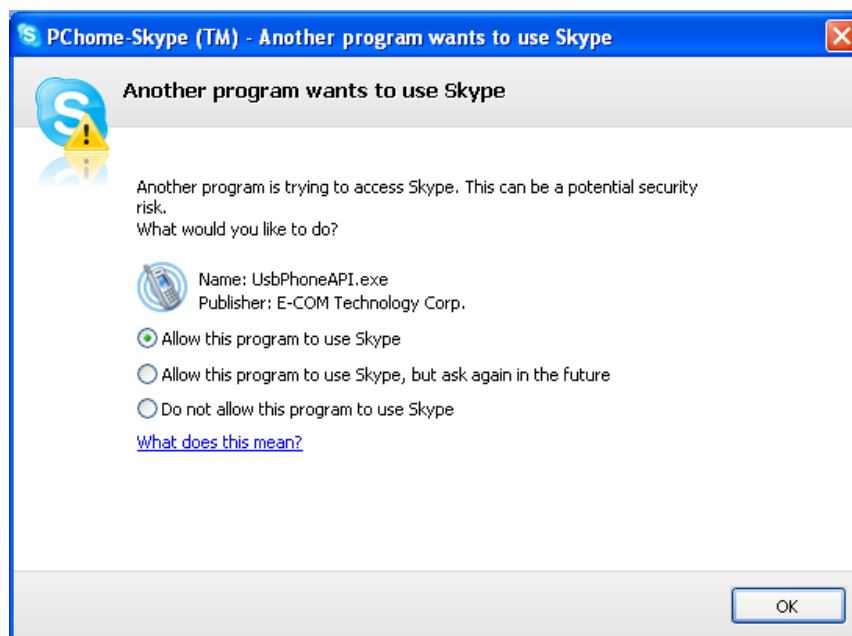 PChome-Skype (TM) - Another program wants to use Skype
Another program wants to use Skype
Another program is trying to access Skype. This can be a potential security
risk.
What would you like to do?
Name: UsbPhoneAPI.exe
Publisher: E-COM Technology Corp.
Allow this program to use Skype
Allow this program to use Skype, but ask again in the future
Do not allow this program to use Skype
What does this mean?
OK